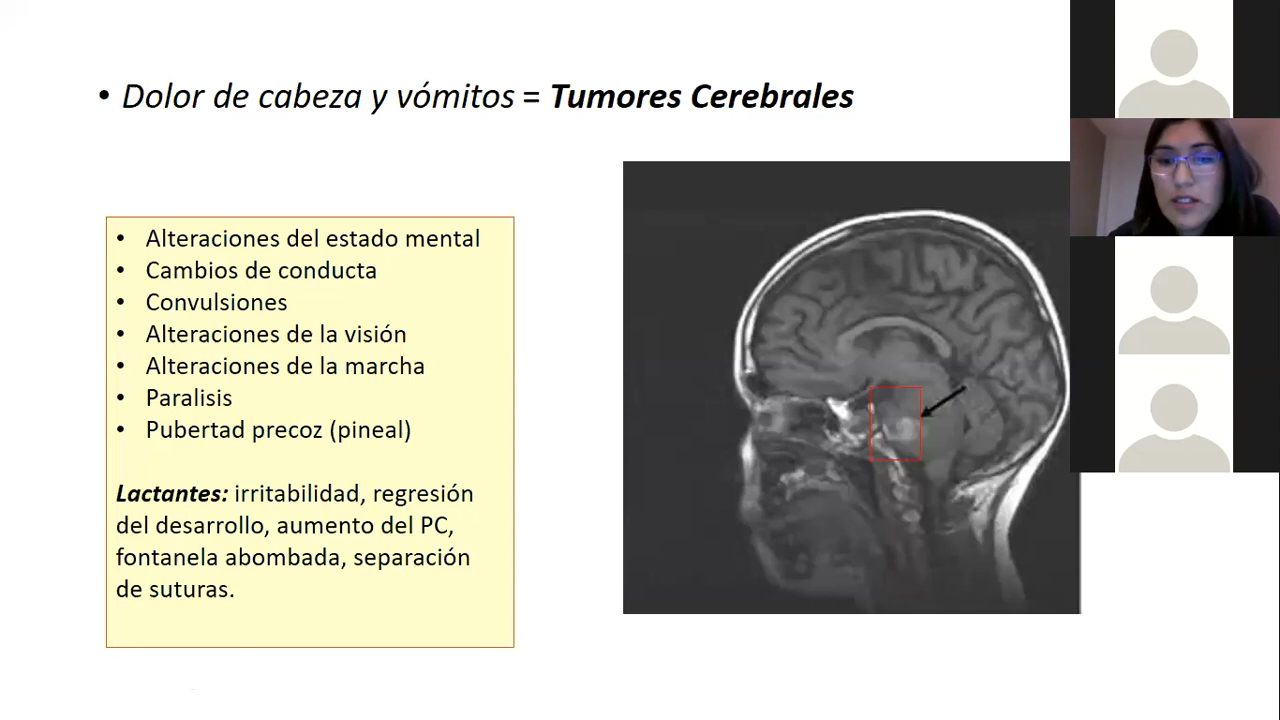 • Dolor de cabeza y vómitos = Tumores Cerebrales
• Alteraciones del estado mental
• Cambios de conducta
• Convulsiones
• Alteraciones de la visión
• Alteraciones de la marcha
• Paralisis
• Pubertad precoz (pineal)
Lactantes: irritabilidad, regresión
del desarrollo, aumento del PC,
fontanela abombada, separación
de suturas.